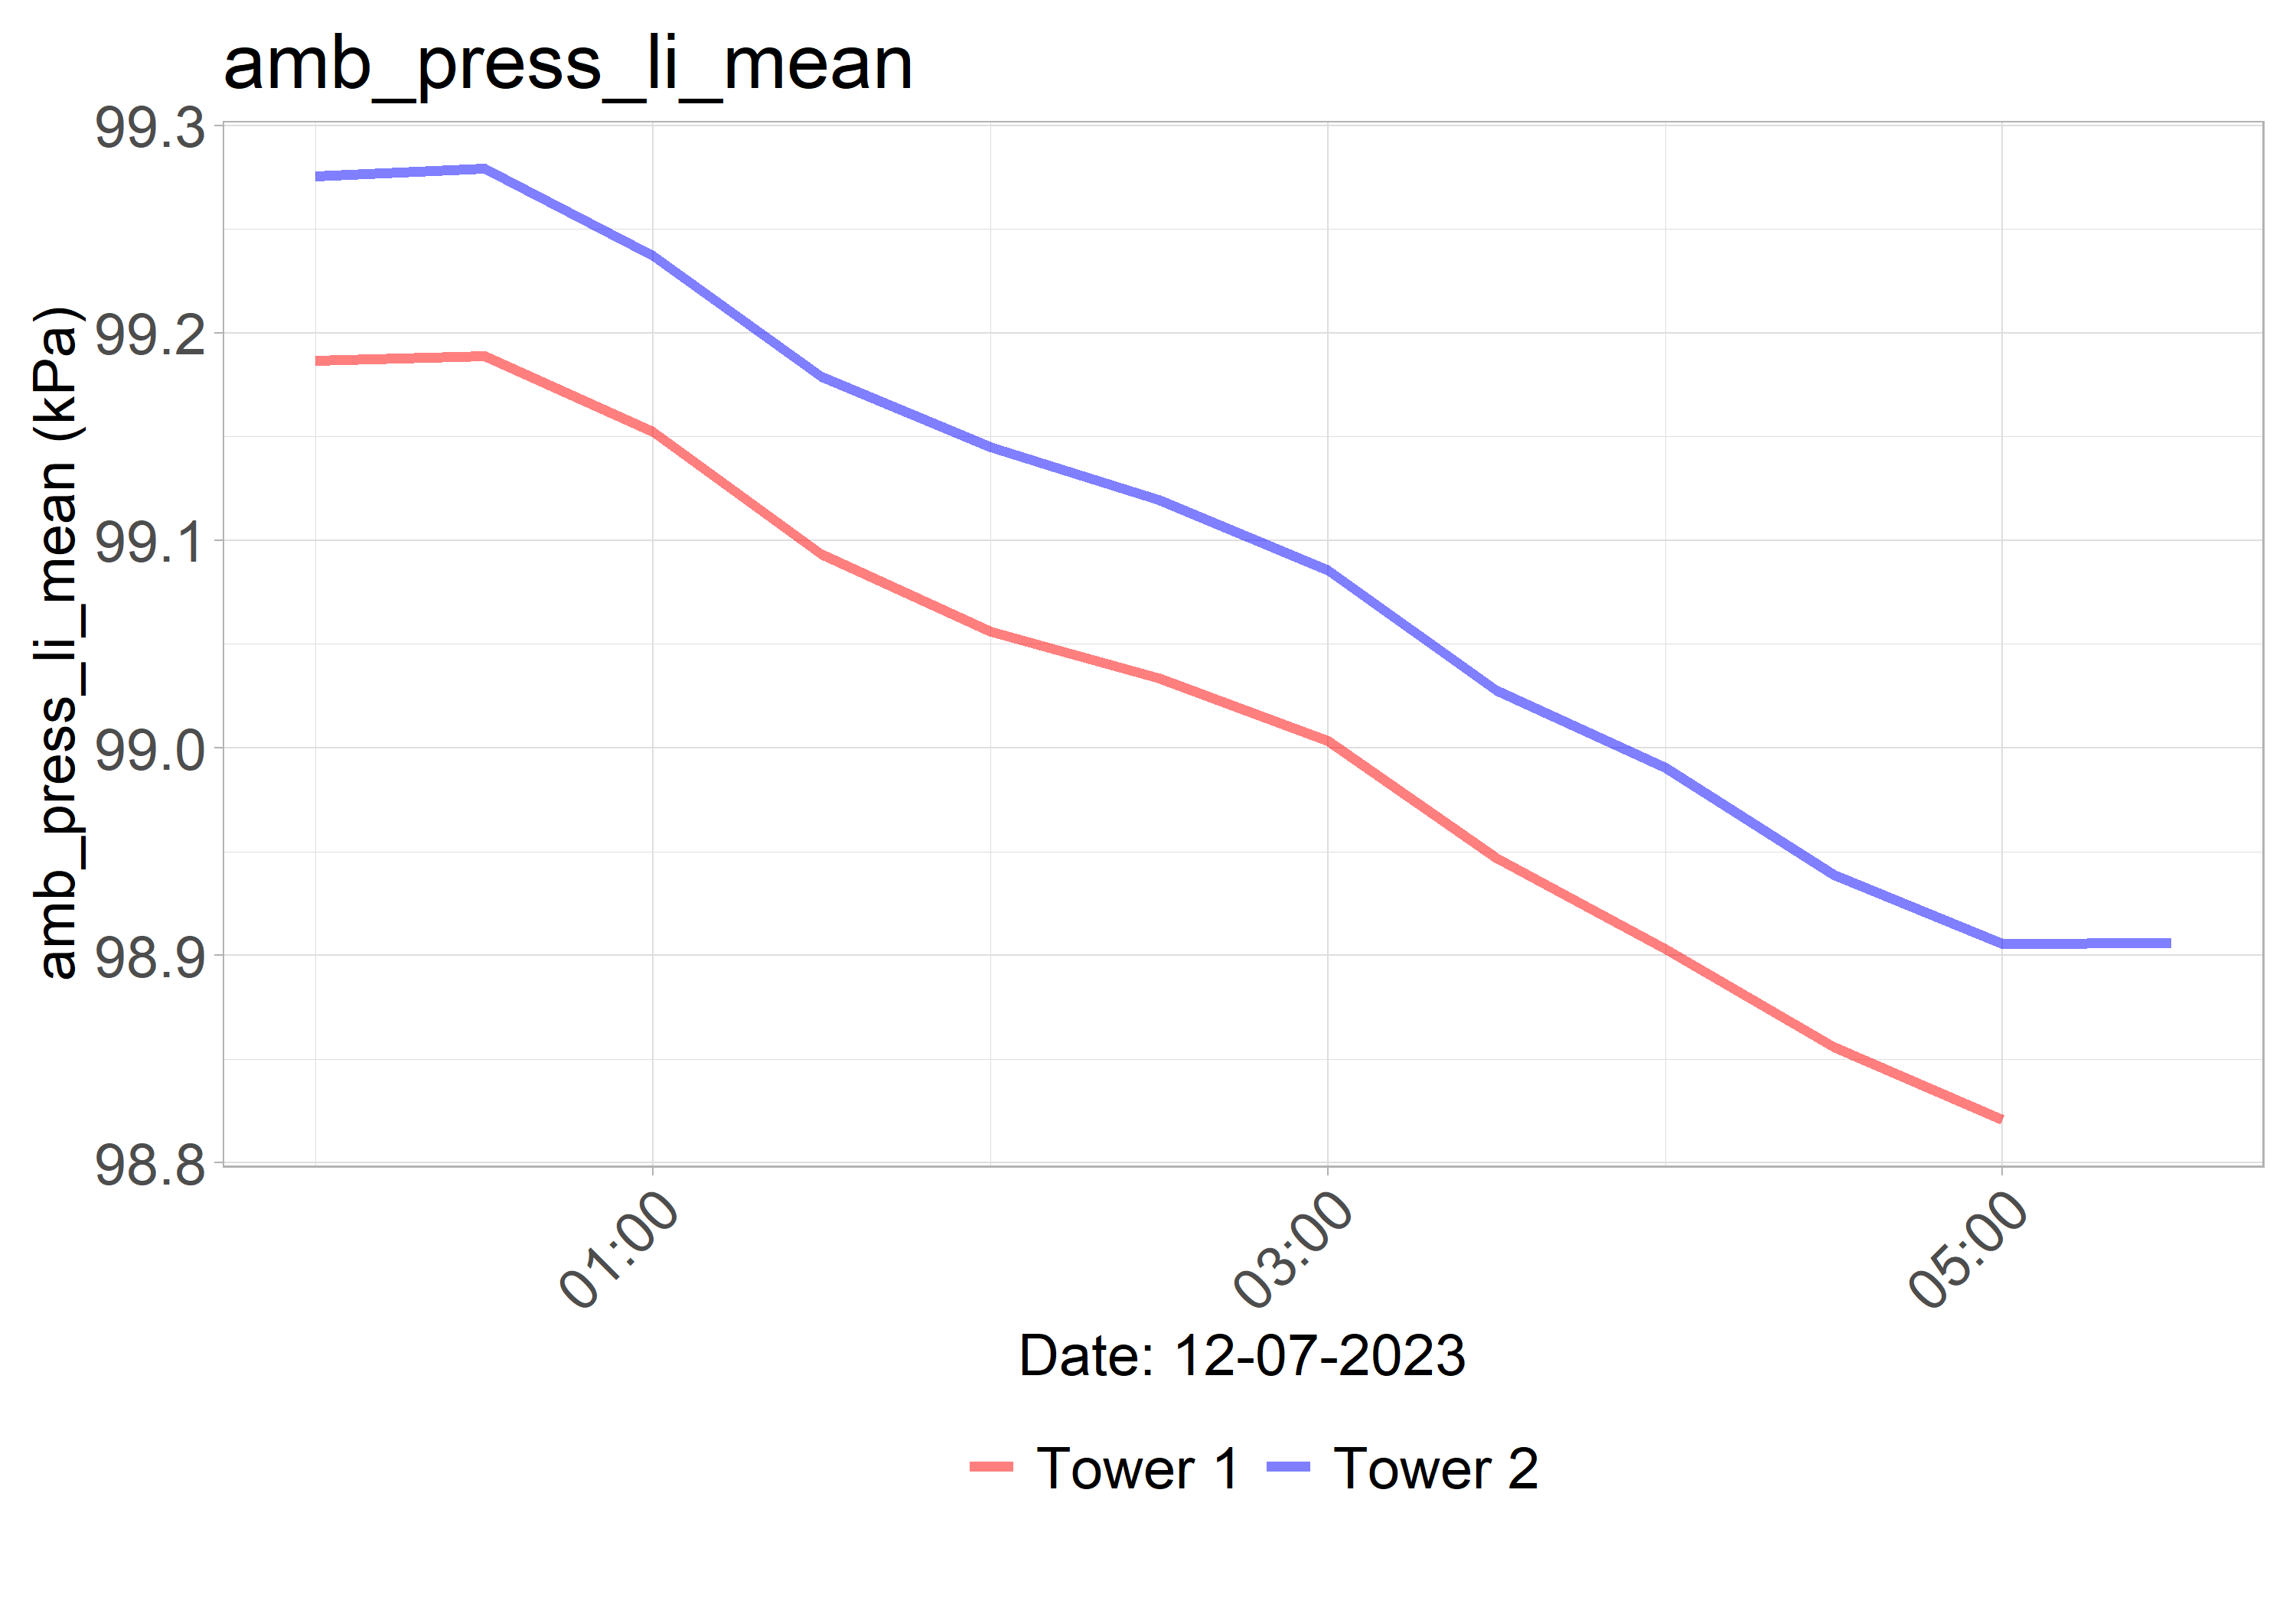 amb_press_li_mean
amb_press_li_mean (kPa)
99.3
99.2
99.1
99.0
98.9
98.8
01:00
03:00
05:00
Date: 12-07-2023
Tower 1
Tower 2